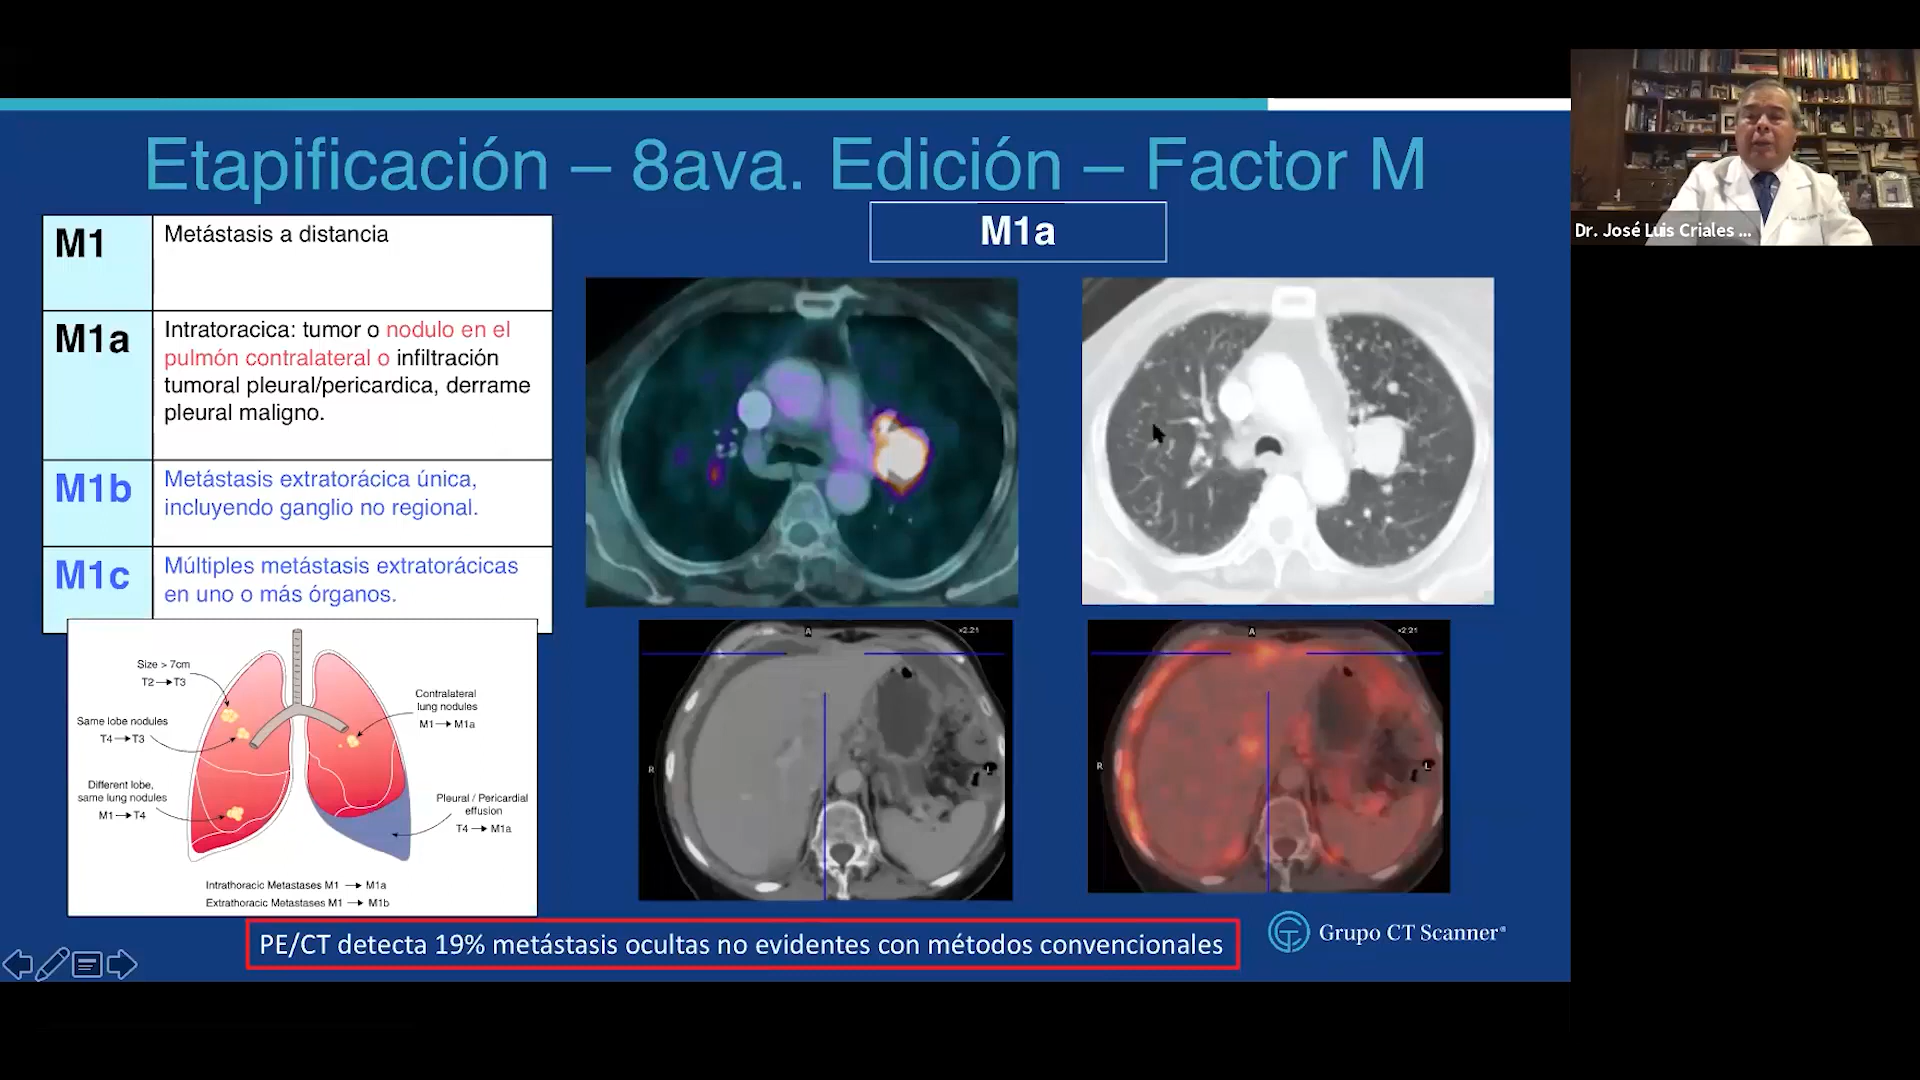 Etapificación – 8ava. Edición – Factor M
M1
Metástasis a distancia
M1a
Intratoracica: tumor o nodulo en el
pulmón contralateral o infiltración
tumoral pleural/pericardica, derrame
pleural maligno.
M1b
Metástasis extratorácica única,
incluyendo ganglio no regional.
M1c
Múltiples metástasis extratorácicas
en uno o más órganos.
M1a
Size > 7cm
T2→T3
Same lobe nodules
T4→T3
Different lobe,
same lung nodules
M1→T4
Contralateral
lung nodules
M1→M1a
Pleural / Pericardial
effusion
T4→M1a
Intrathoracic Metastases M1 → M1a
Extrathoracic Metastases M1 → M1b
A
×2.21
R
L
A
×2.21
R
L
PE/CT detecta 19% metástasis ocultas no evidentes con métodos convencionales
Grupo CT Scanner
Dr. José Luis Criales ...